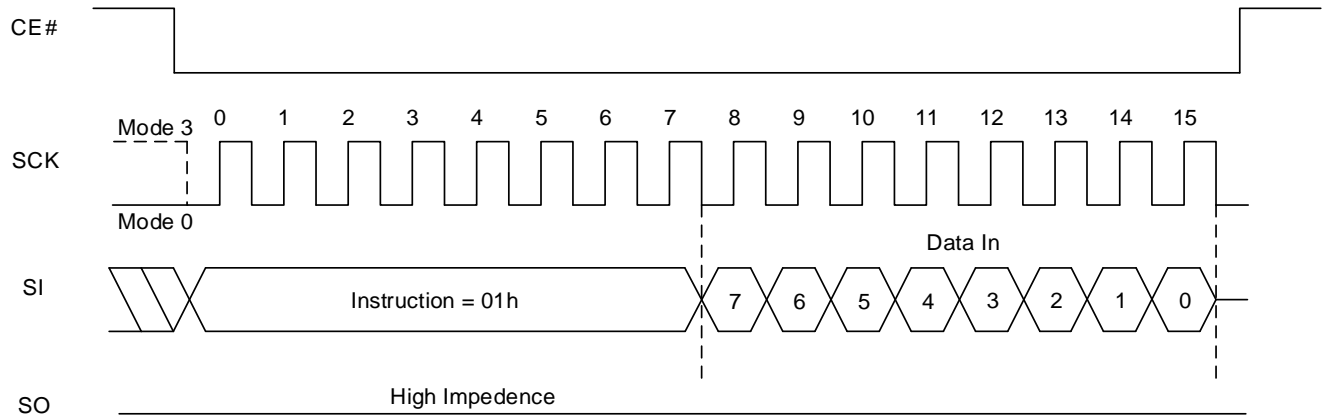 CE#
Mode 3 0 1 2 3 4 5 6 7 8 9 10 11 12 13 14 15
SCK
Mode 0
Data In
SI Instruction = 01h 7 6 5 4 3 2 1 0
High Impedence
SO